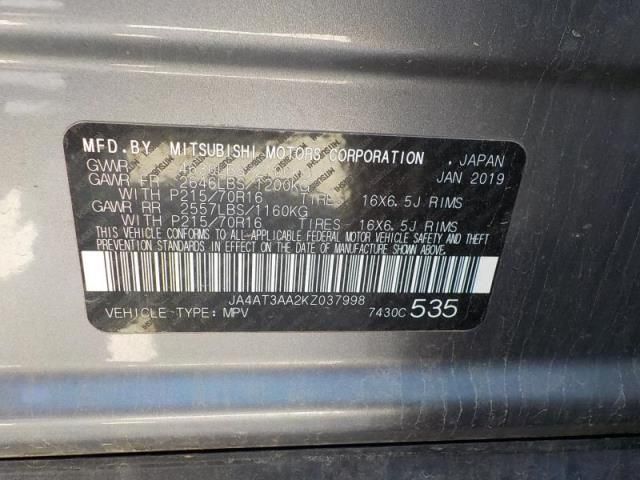 MFD.BY MITSUBISHI MOTORS CORPORATION , JAPAN
GVWR JAN 2019
GAWR FR 2646LBS/1200KG
WITH P215/70R16 TIRES 16X6.5J RIMS
GAWR RR 2557LBS/1160KG
WITH P215/70R16 TIRES 16X6.5J RIMS
THIS VEHICLE CONFORMS TO ALL APPLICABLE FEDERAL MOTOR VEHICLE SAFETY AND THEFT
PREVENTION STANDARDS IN EFFECT ON THE DATE OF MANUFACTURE SHOWN ABOVE.
JA4AT3AA2KZ037998
VEHICLE TYPE: MPV 7430C 535